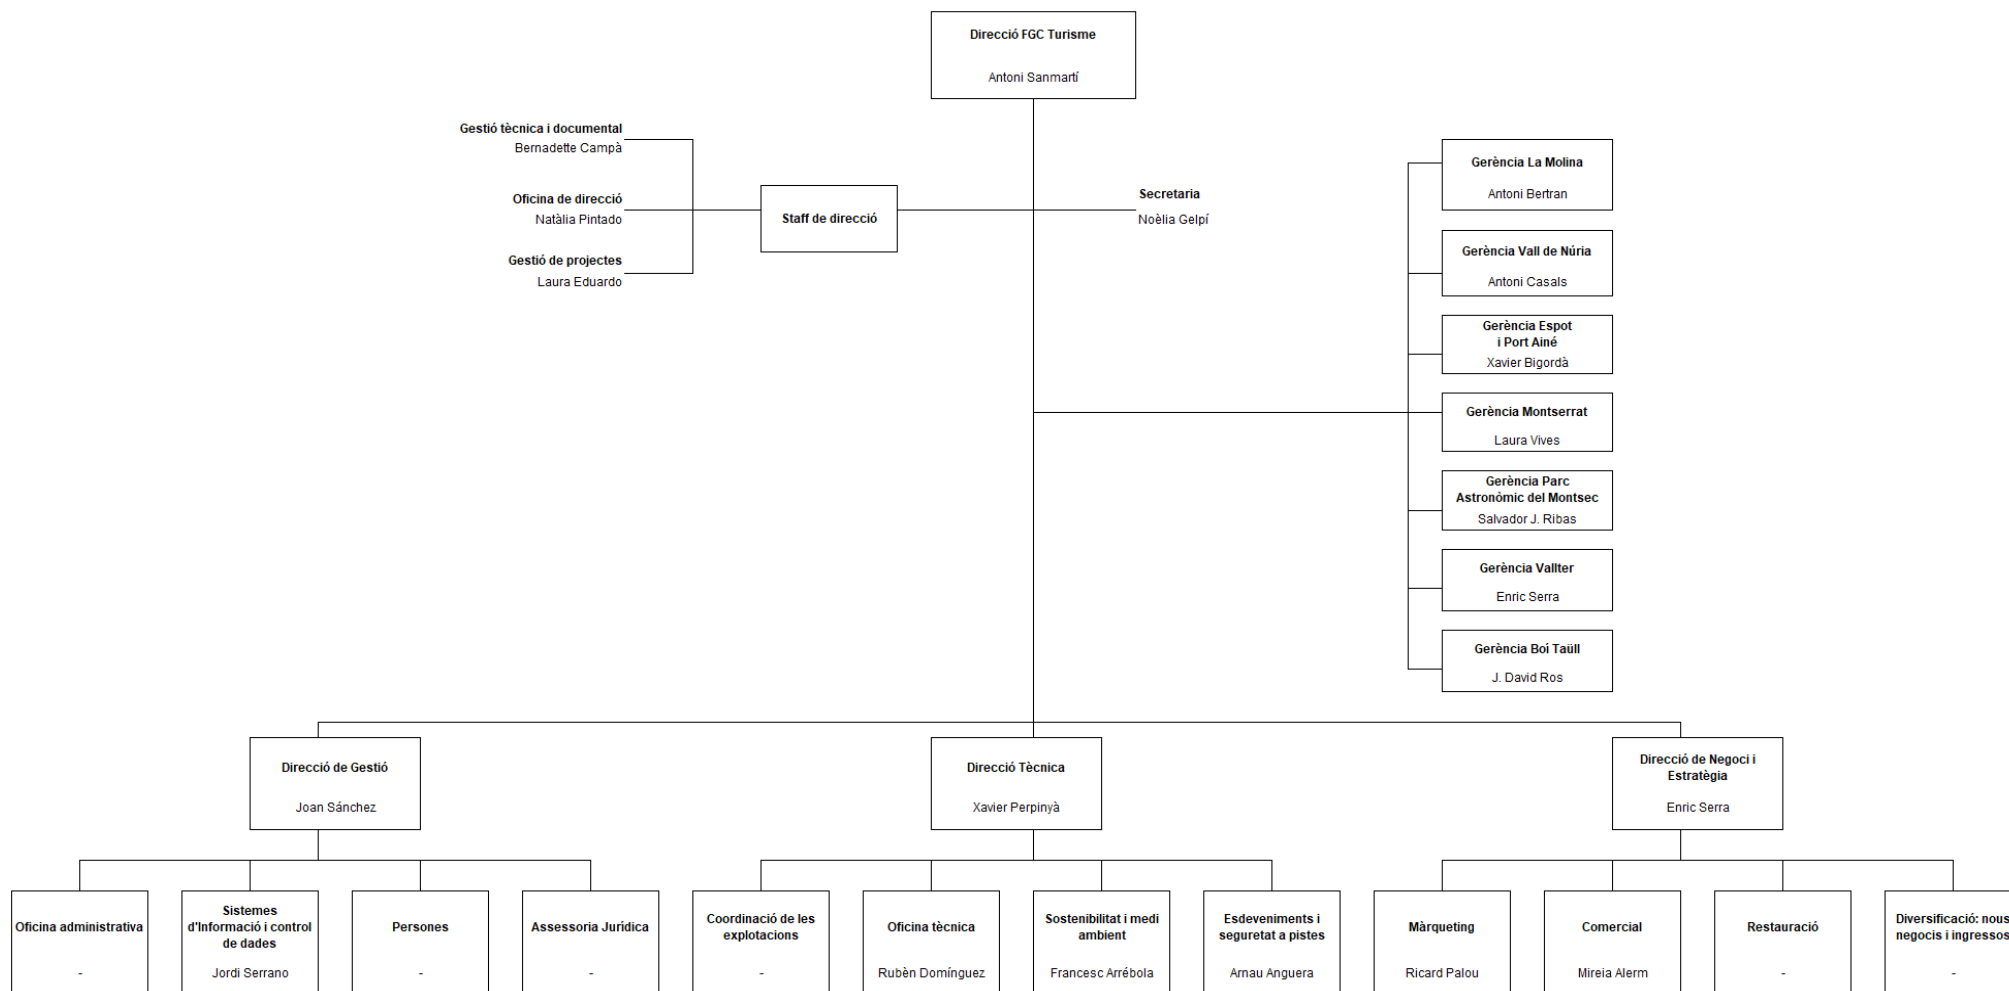 Direcció FGC Turisme
Antoni Sanmartí
Gestió tècnica i documental
Bernadette Campà
Oficina de direcció
Natàlia Pintado
Gestió de projectes
Laura Eduardo
Staff de direcció
Secretaria
Noèlia Gelpí
Gerència La Molina
Antoni Bertran
Gerència Vall de Núria
Antoni Casals
Gerència Espot
i Port Ainé
Xavier Bigordà
Gerència Montserrat
Laura Vives
Gerència Parc
Astronòmic del Montsec
Salvador J. Ribas
Gerència Vallter
Enric Serra
Gerència Boí Taüll
J. David Ros
Direcció de Gestió
Joan Sánchez
Direcció Tècnica
Xavier Perpinyà
Direcció de Negoci i
Estratègia
Enric Serra
Oficina administrativa
-
Sistemes
d'Informació i control
de dades
Jordi Serrano
Persones
-
Assessoria Jurídica
-
Coordinació de les
explotacions
-
Oficina tècnica
Rubèn Domínguez
Sostenibilitat i medi
ambient
Francesc Arrébola
Esdeveniments i
seguretat a pistes
Arnau Anguera
Màrqueting
Ricard Palou
Comercial
Mireia Alerm
Restauració
-
Diversificació: nous
negocis i ingressos
-